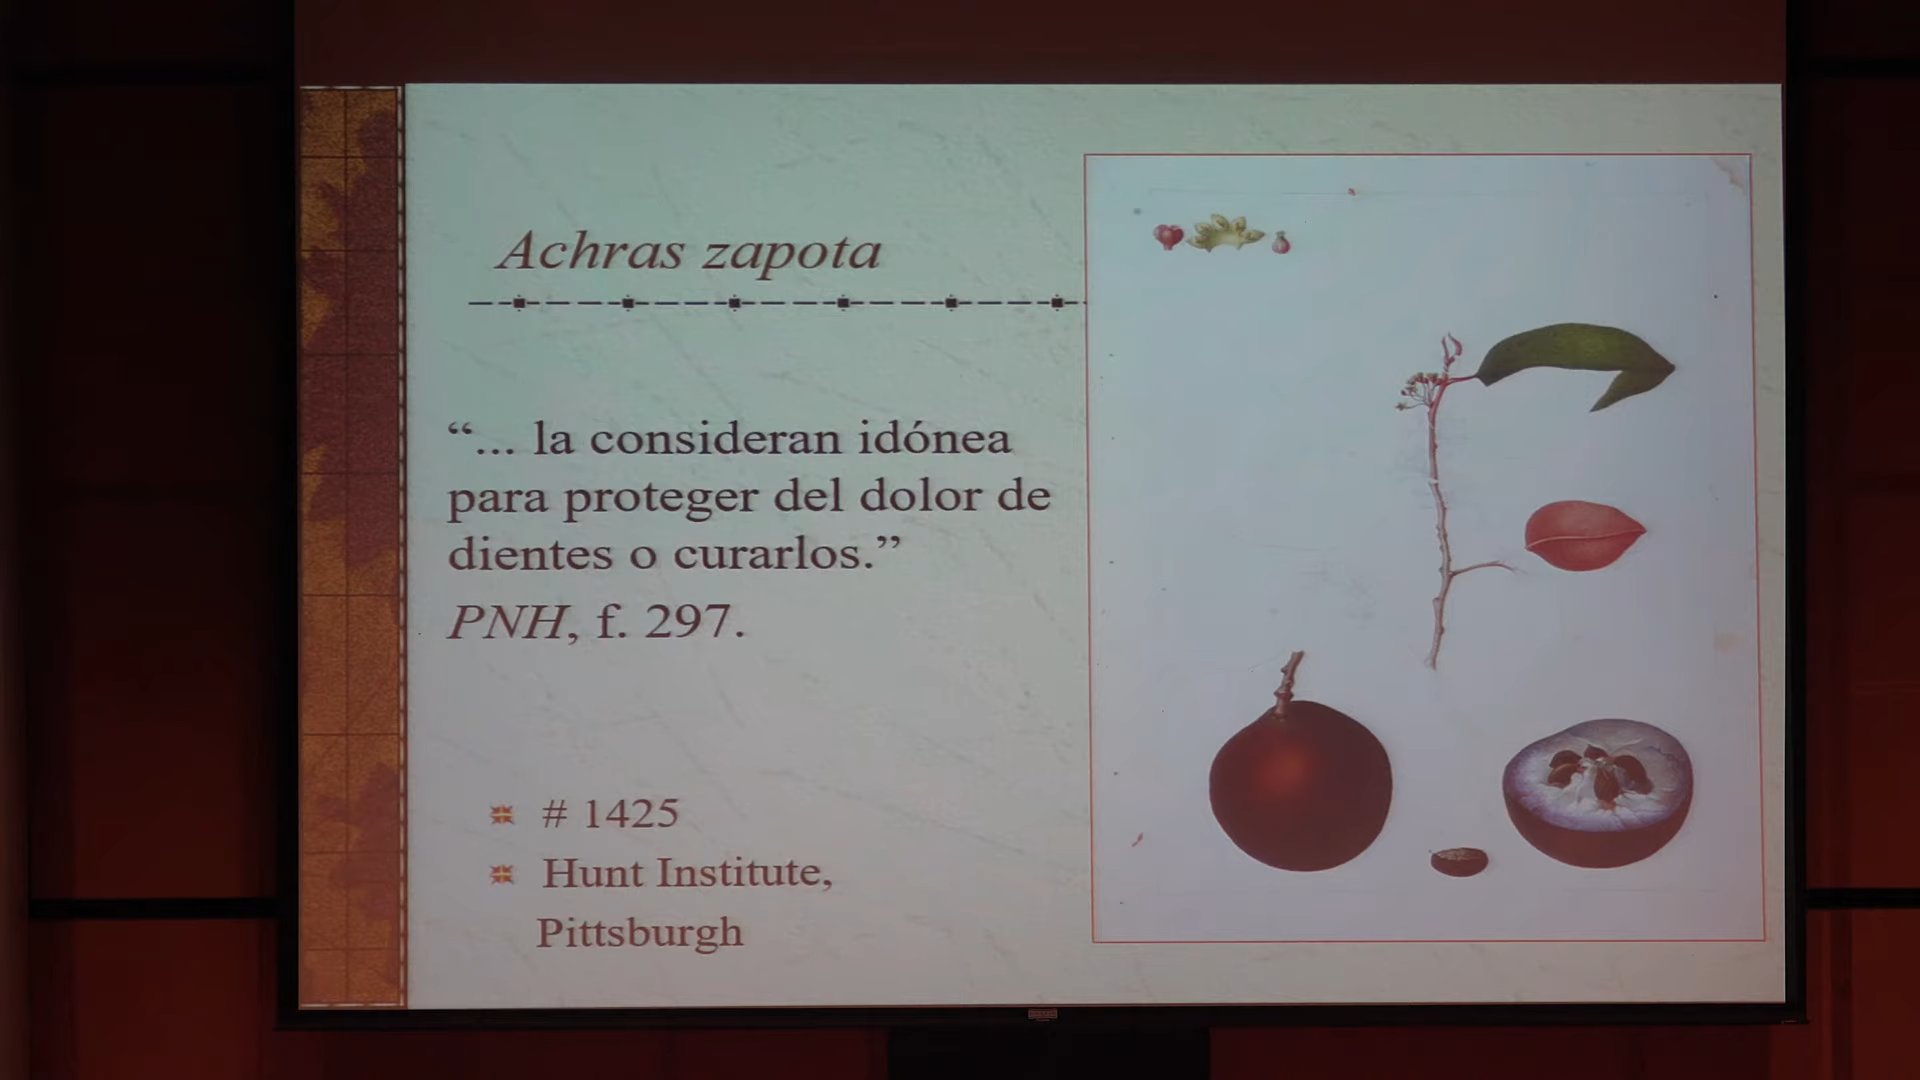 Achras zapota
“... la consideran idónea
para proteger del dolor de
dientes o curarlos.”
PNH, f. 297.
# 1425
Hunt Institute,
Pittsburgh